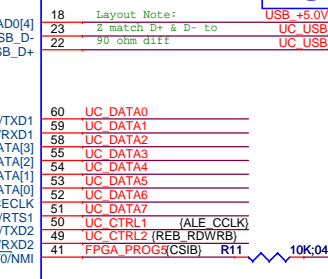 18 Layout Note: USB_+5.0V
AD0[4] 23 Z match D+ & D- to UC_USB
SB_D- 22 90 ohm diff UC_USB
SB_D+
60 UC_DATA0
/TXD1 59 UC_DATA1
/RXD1 58 UC_DATA2
ATA[3] 55 UC_DATA3
ATA[2] 54 UC_DATA4
ATA[1] 53 UC_DATA5
ATA[0] 52 UC_DATA6
CECLK 51 UC_DATA7
/RTS1 50 UC_CTRL1 (ALE_CCLK)
/TXD2 49 UC_CTRL2 (REB_RDWRB)
/RXD2 41 FPGA_PROG5(CSIB) R11 10K;04
0/NMI